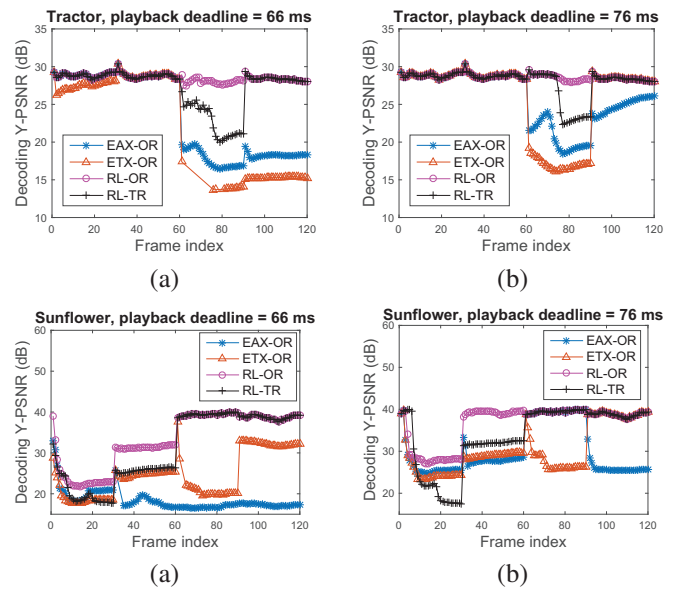 Tractor, playback deadline = 66 ms
Decoding Y-PSNR (dB)
35
30
25
20
15
10
EAX-OR
ETX-OR
RL-OR
RL-TR
0 20 40 60 80 100 120
Frame index
(a)
Tractor, playback deadline = 76 ms
Decoding Y-PSNR (dB)
35
30
25
20
15
10
EAX-OR
ETX-OR
RL-OR
RL-TR
0 20 40 60 80 100 120
Frame index
(b)
Sunflower, playback deadline = 66 ms
Decoding Y-PSNR (dB)
60
50
40
30
20
EAX-OR
ETX-OR
RL-OR
RL-TR
0 20 40 60 80 100 120
Frame index
(a)
Sunflower, playback deadline = 76 ms
Decoding Y-PSNR (dB)
60
50
40
30
20
EAX-OR
ETX-OR
RL-OR
RL-TR
0 20 40 60 80 100 120
Frame index
(b)